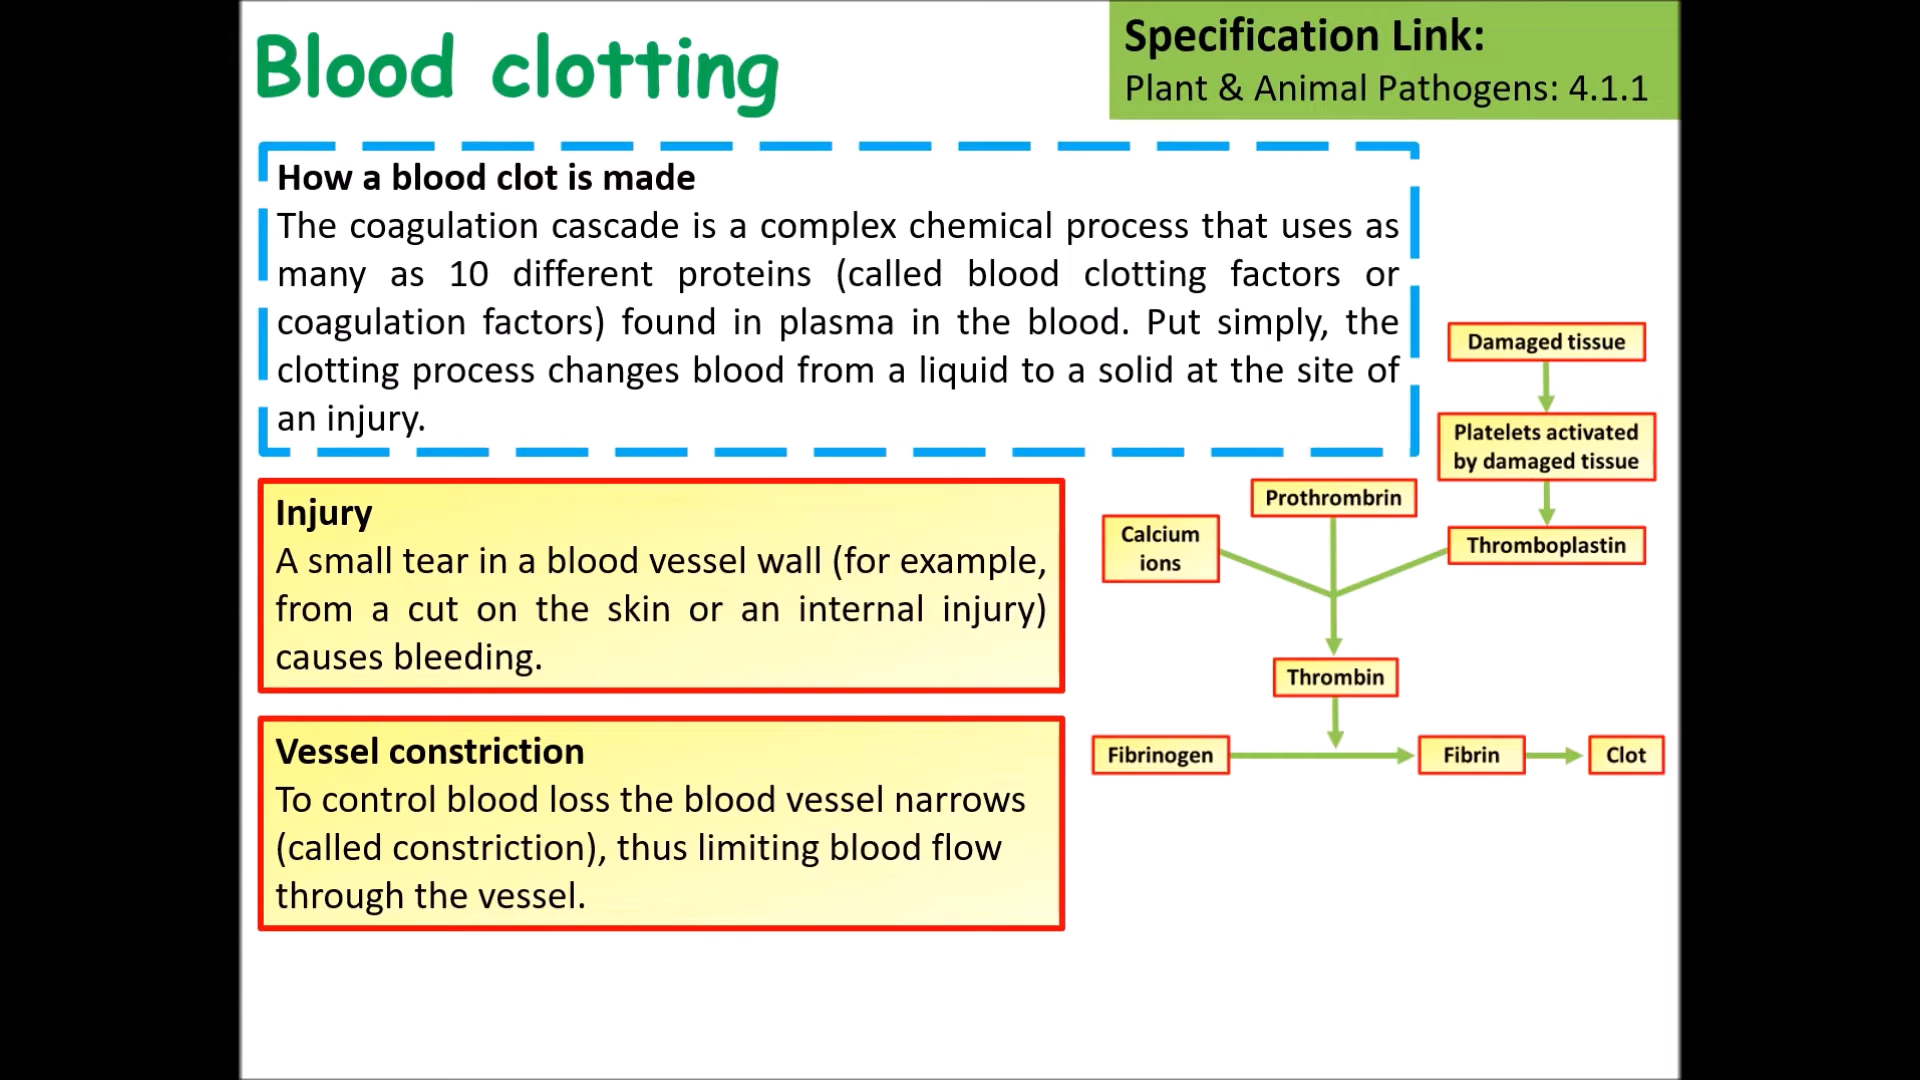 Blood clotting
Specification Link:
Plant & Animal Pathogens: 4.1.1
How a blood clot is made
The coagulation cascade is a complex chemical process that uses as
many as 10 different proteins (called blood clotting factors or
coagulation factors) found in plasma in the blood. Put simply, the
clotting process changes blood from a liquid to a solid at the site of
an injury.
Injury
A small tear in a blood vessel wall (for example,
from a cut on the skin or an internal injury)
causes bleeding.
Vessel constriction
To control blood loss the blood vessel narrows
(called constriction), thus limiting blood flow
through the vessel.
Damaged tissue
Platelets activated
by damaged tissue
Prothrombrin
Calcium
ions
Thromboplastin
Thrombin
Fibrinogen
Fibrin
Clot